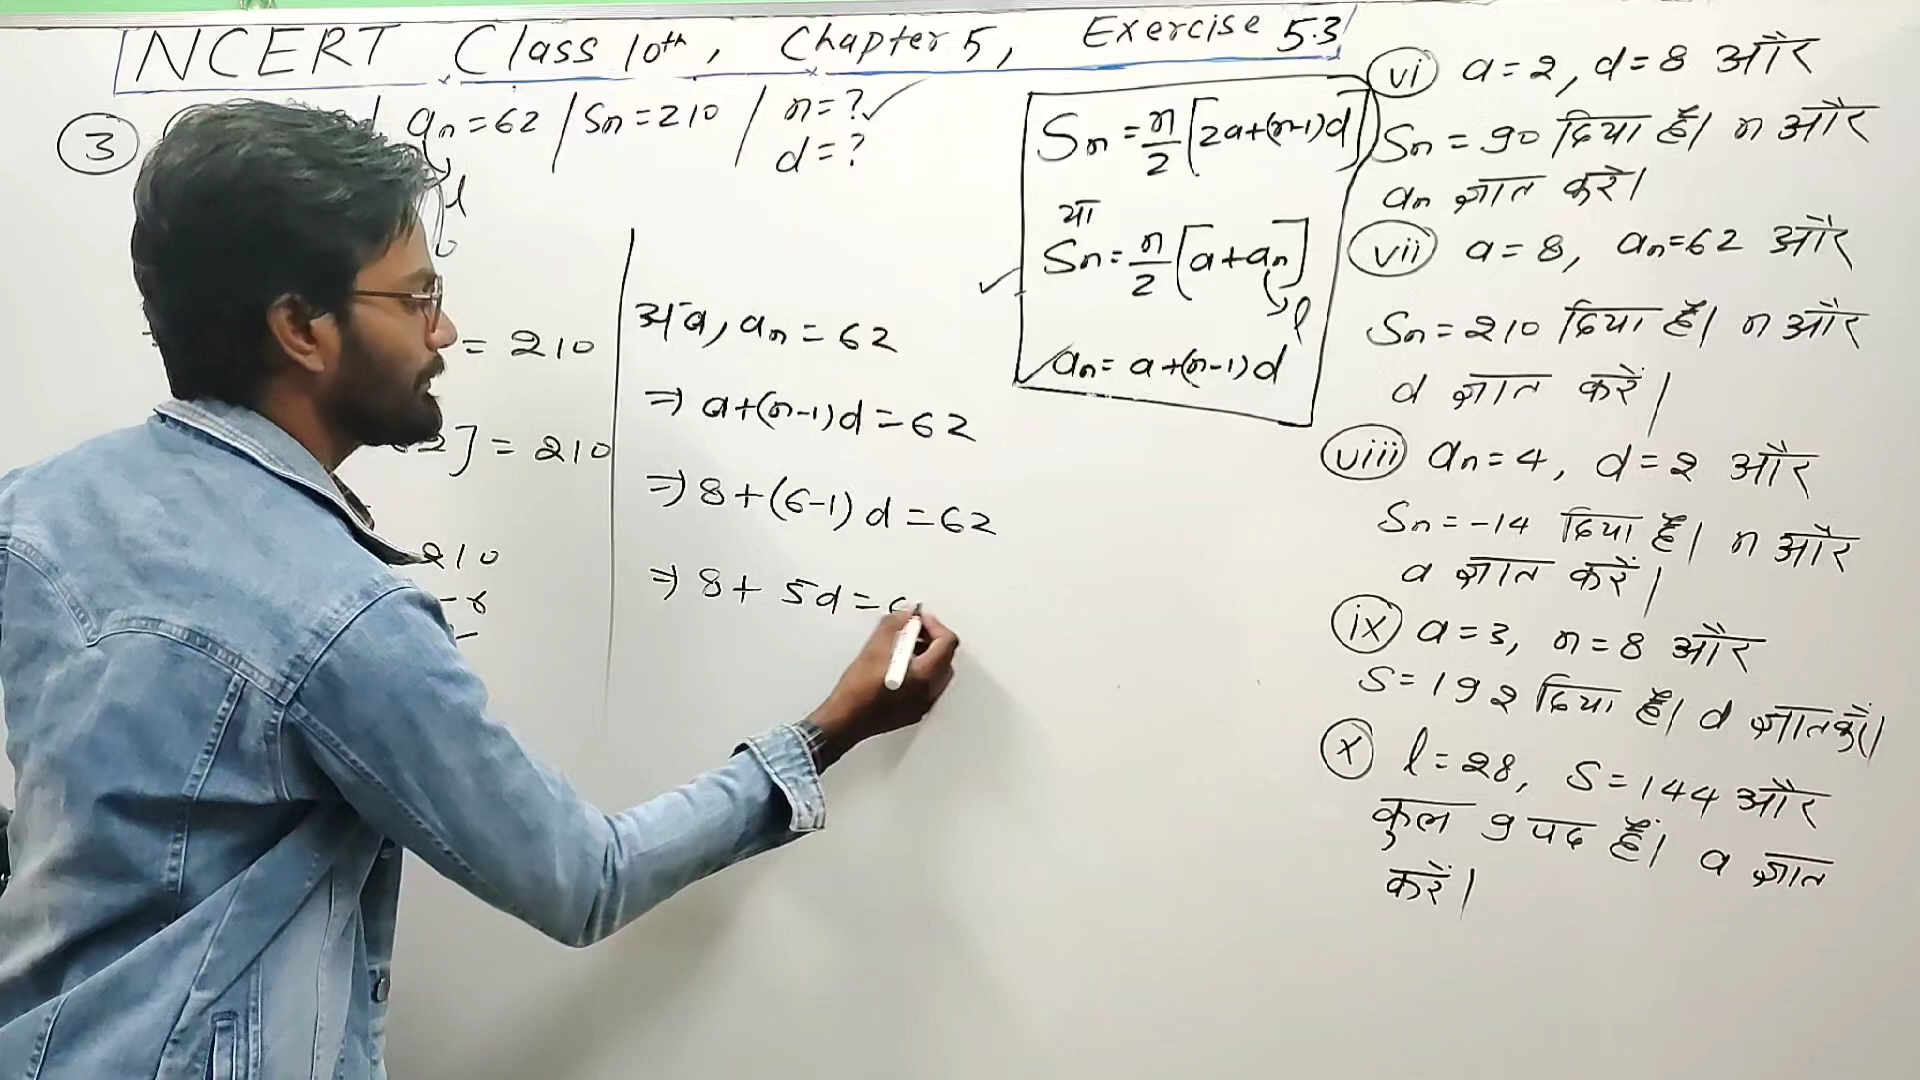 NCERT Class 10th, Chapter 5, Exercise 5.3
3 | an = 62 | Sn = 210 | n = ? ✓
d = ?
l
= 210
62] = 210
210
अब, an = 62
⇒ a+(n-1)d = 62
⇒ 8+(6-1)d = 62
⇒ 8+ 5d =
Sn = n/2 [2a+(n-1)d]
या
Sn = n/2 [a+an]
l
an = a+(n-1)d
(vi) a = 2, d = 8 और
Sn = 90 दिया है। n और
an ज्ञात करें।
(vii) a = 8, an = 62 और
Sn = 210 दिया है। n और
d ज्ञात करें।
(viii) an = 4, d = 2 और
Sn = -14 दिया है। n और
a ज्ञात करें।
(ix) a = 3, n = 8 और
S = 192 दिया है। d ज्ञात करें।
(x) l = 28, S = 144 और
कुल 9 पद हैं। a ज्ञात
करें।